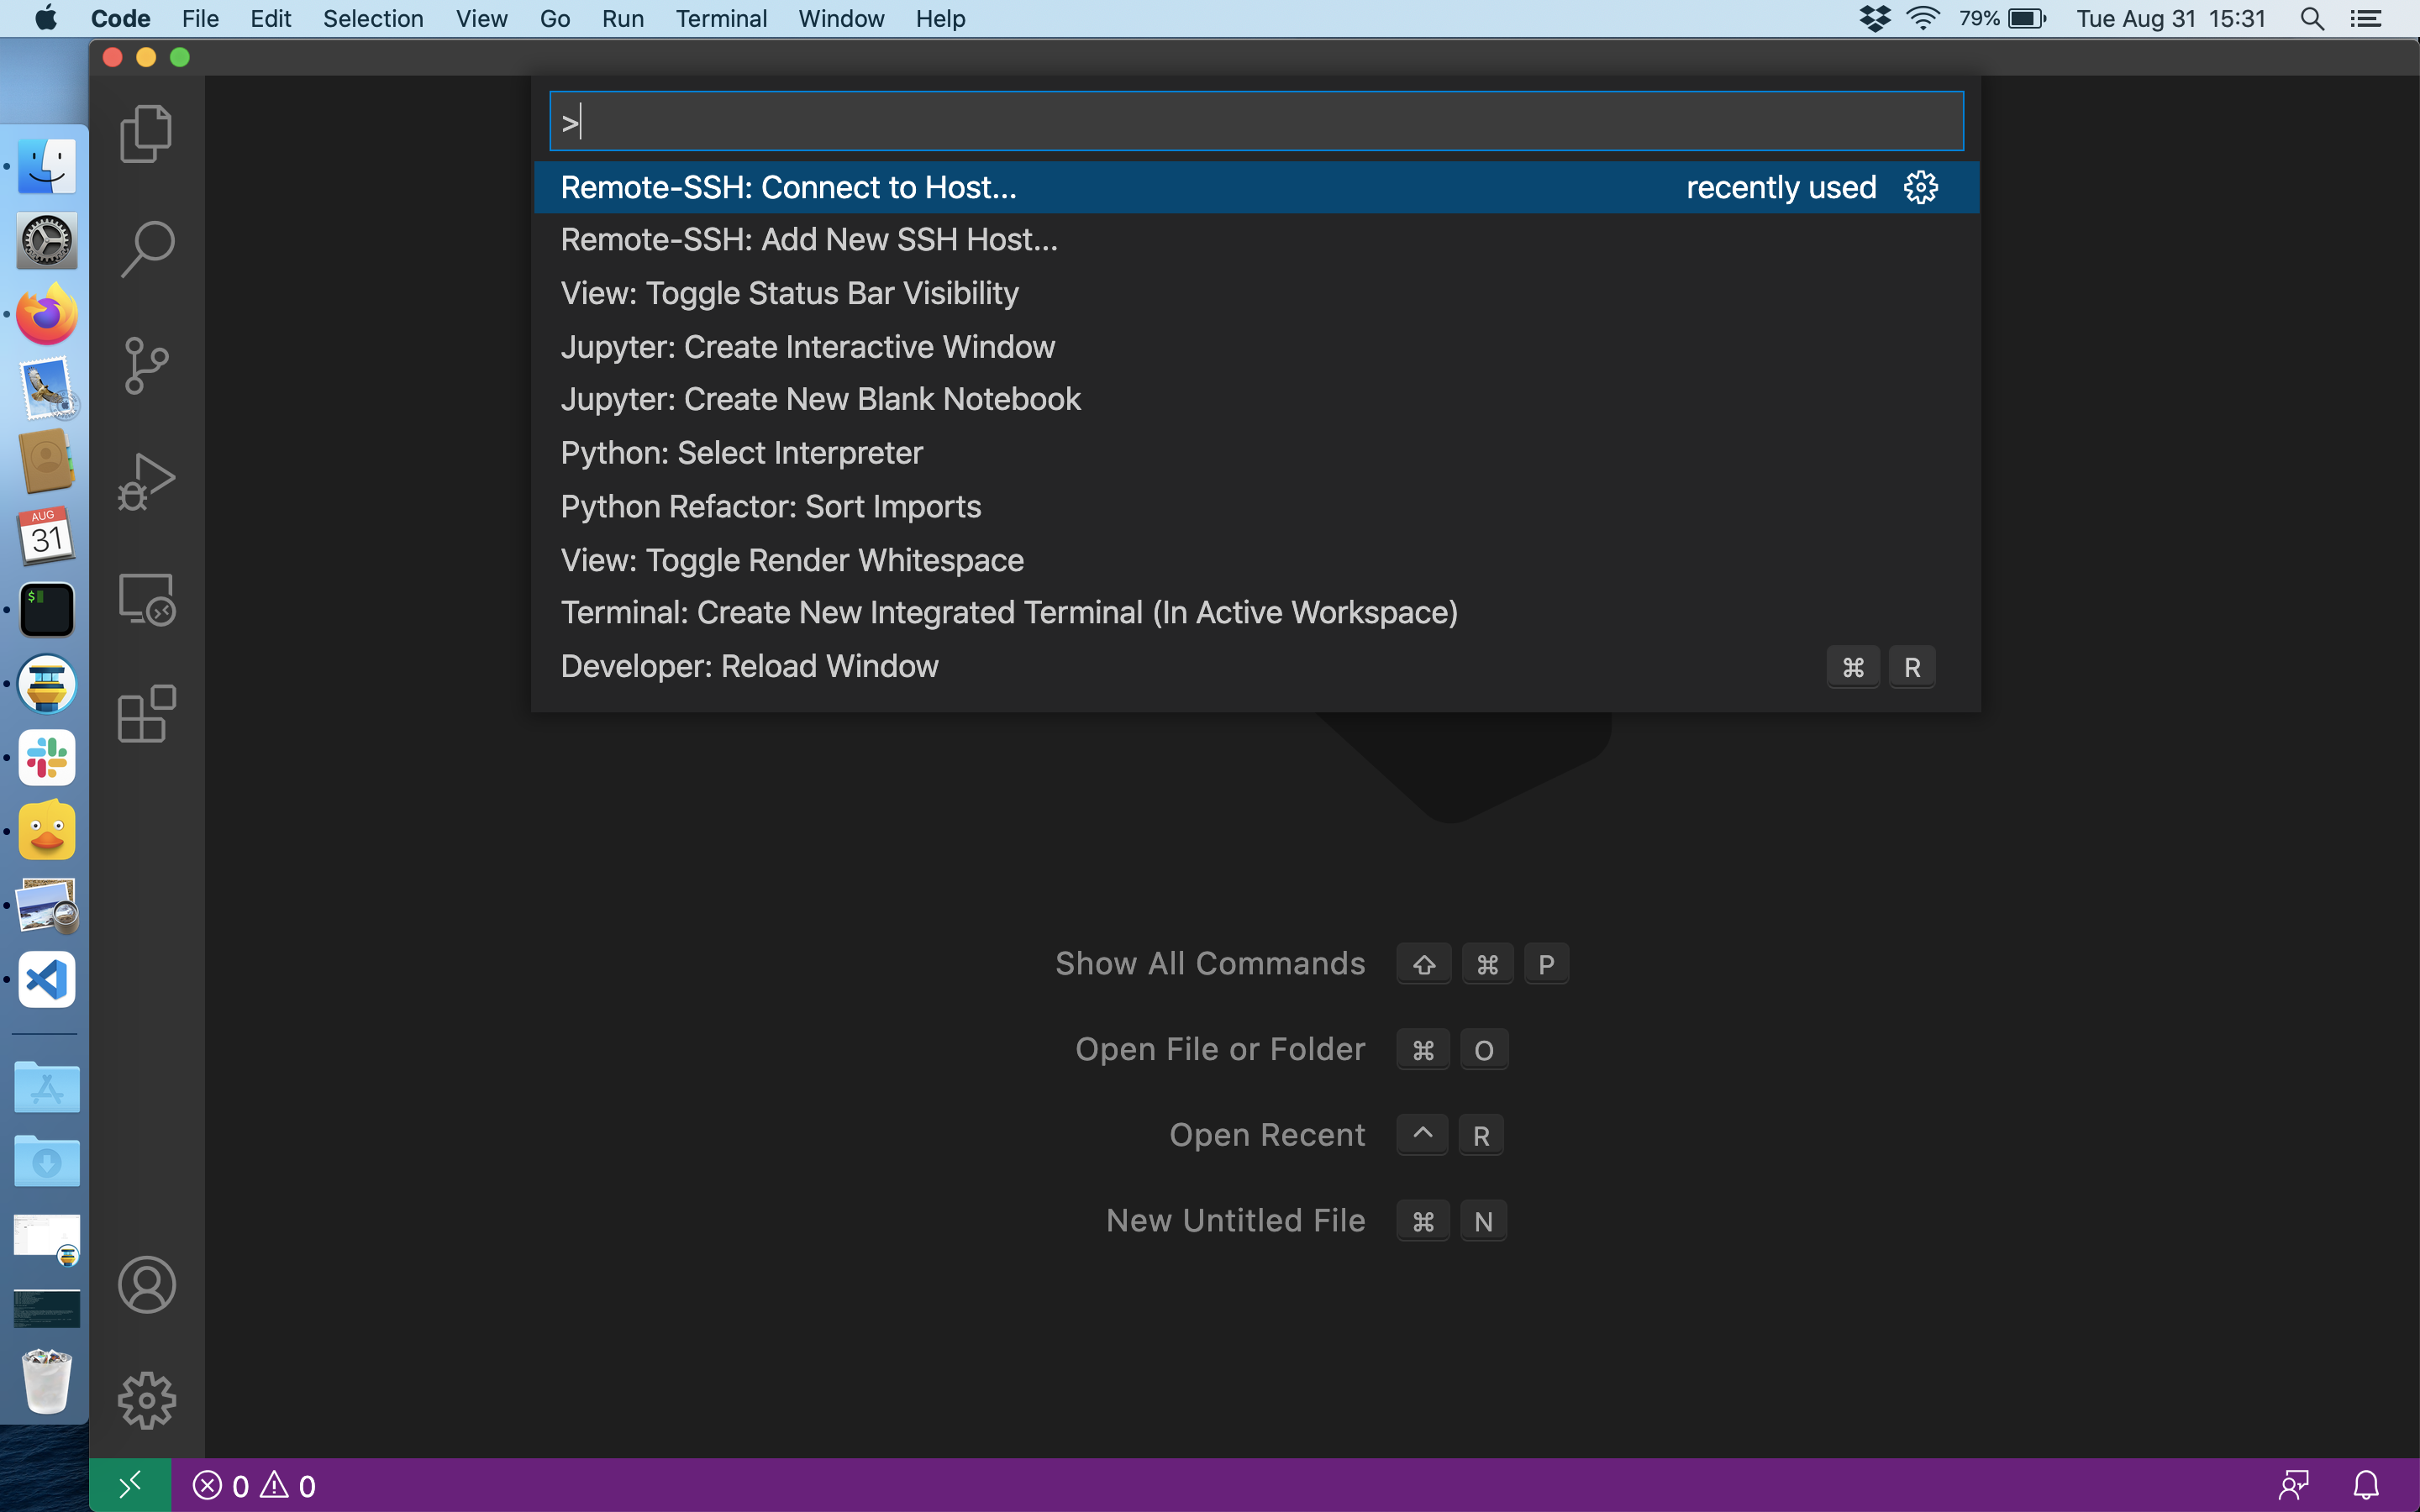 Code File Edit Selection View Go Run Terminal Window Help 79% Tue Aug 31 15:31
>
Remote-SSH: Connect to Host... recently used
Remote-SSH: Add New SSH Host...
View: Toggle Status Bar Visibility
Jupyter: Create Interactive Window
Jupyter: Create New Blank Notebook
Python: Select Interpreter
Python Refactor: Sort Imports
View: Toggle Render Whitespace
Terminal: Create New Integrated Terminal (In Active Workspace)
Developer: Reload Window ⌘ R
AUG
31
$
Show All Commands ⇧ ⌘ P
Open File or Folder ⌘ O
Open Recent ^ R
New Untitled File ⌘ N
0 0